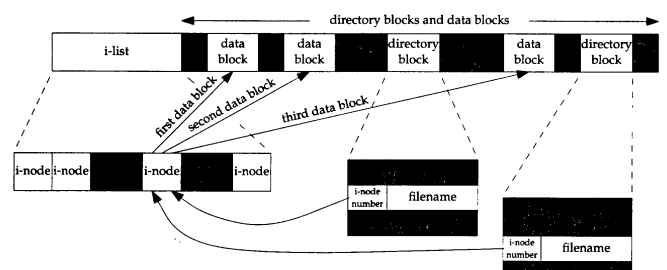 directory blocks and data blocks
i-list
data
block
data
block
directory
block
data
block
directory
block
first data block
second data block
third data block
i-node
i-node
i-node
i-node
i-node
number
filename
i-node
number
filename